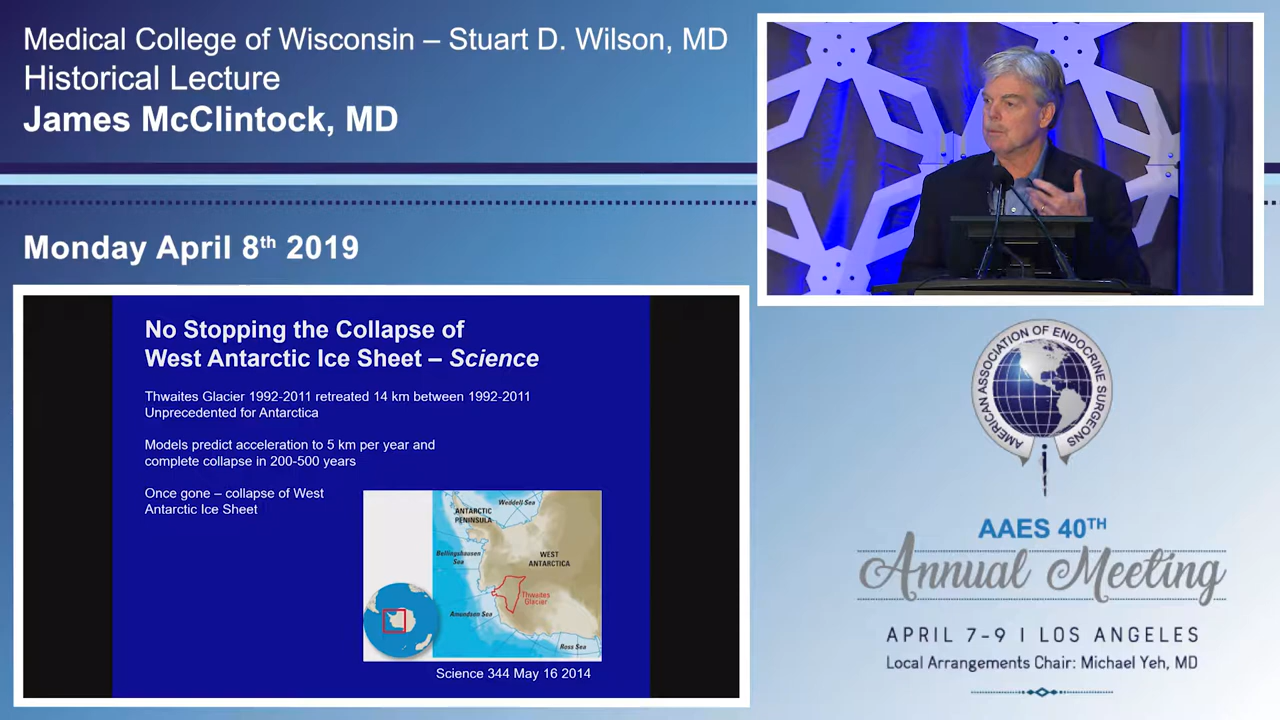 Medical College of Wisconsin – Stuart D. Wilson, MD
Historical Lecture
James McClintock, MD
Monday April 8th 2019
No Stopping the Collapse of
West Antarctic Ice Sheet – Science
Thwaites Glacier 1992-2011 retreated 14 km between 1992-2011
Unprecedented for Antarctica
Models predict acceleration to 5 km per year and
complete collapse in 200-500 years
Once gone – collapse of West
Antarctic Ice Sheet
Weddell Sea
ANTARCTIC
PENINSULA
Bellingshausen
Sea
WEST
ANTARCTICA
Thwaites
Glacier
Amundsen Sea
Ross Sea
Science 344 May 16 2014
AMERICAN ASSOCIATION OF ENDOCRINE SURGEONS
AAES 40TH
Annual Meeting
APRIL 7-9 I LOS ANGELES
Local Arrangements Chair: Michael Yeh, MD